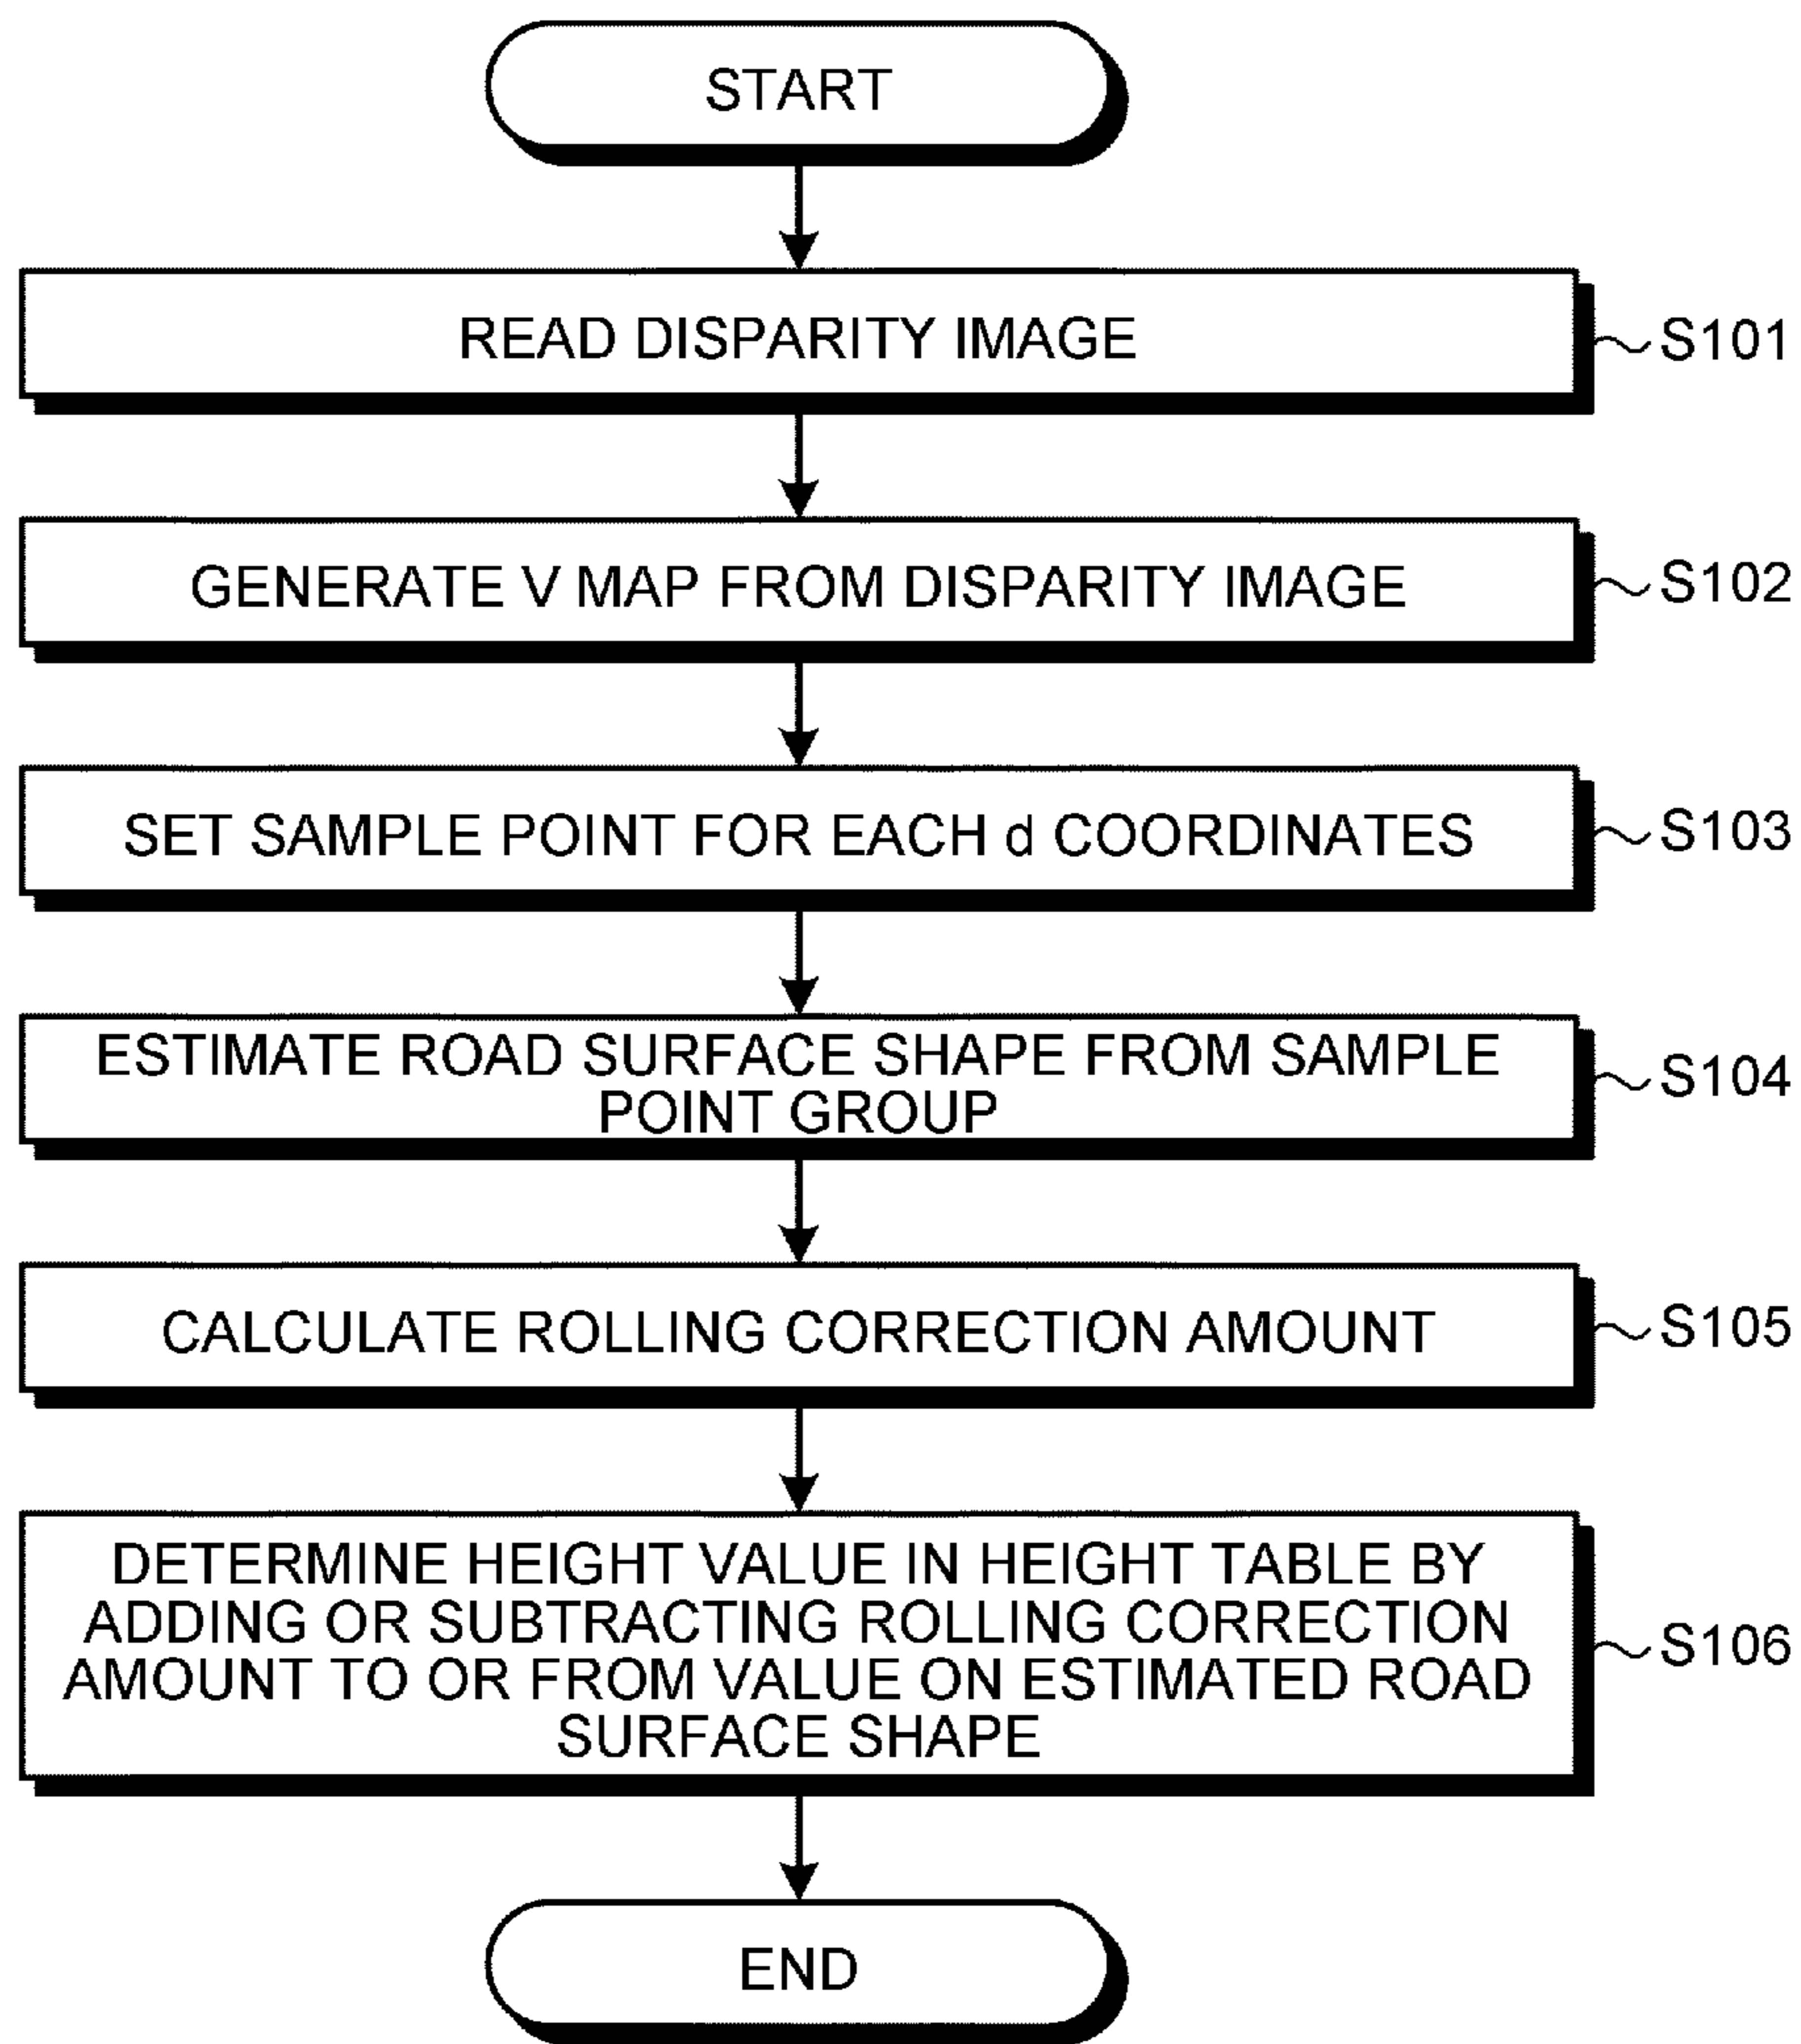 START
READ DISPARITY IMAGE
S101
GENERATE V MAP FROM DISPARITY IMAGE
S102
SET SAMPLE POINT FOR EACH d COORDINATES
S103
ESTIMATE ROAD SURFACE SHAPE FROM SAMPLE
POINT GROUP
S104
CALCULATE ROLLING CORRECTION AMOUNT
S105
DETERMINE HEIGHT VALUE IN HEIGHT TABLE BY
ADDING OR SUBTRACTING ROLLING CORRECTION
AMOUNT TO OR FROM VALUE ON ESTIMATED ROAD
SURFACE SHAPE
S106
END